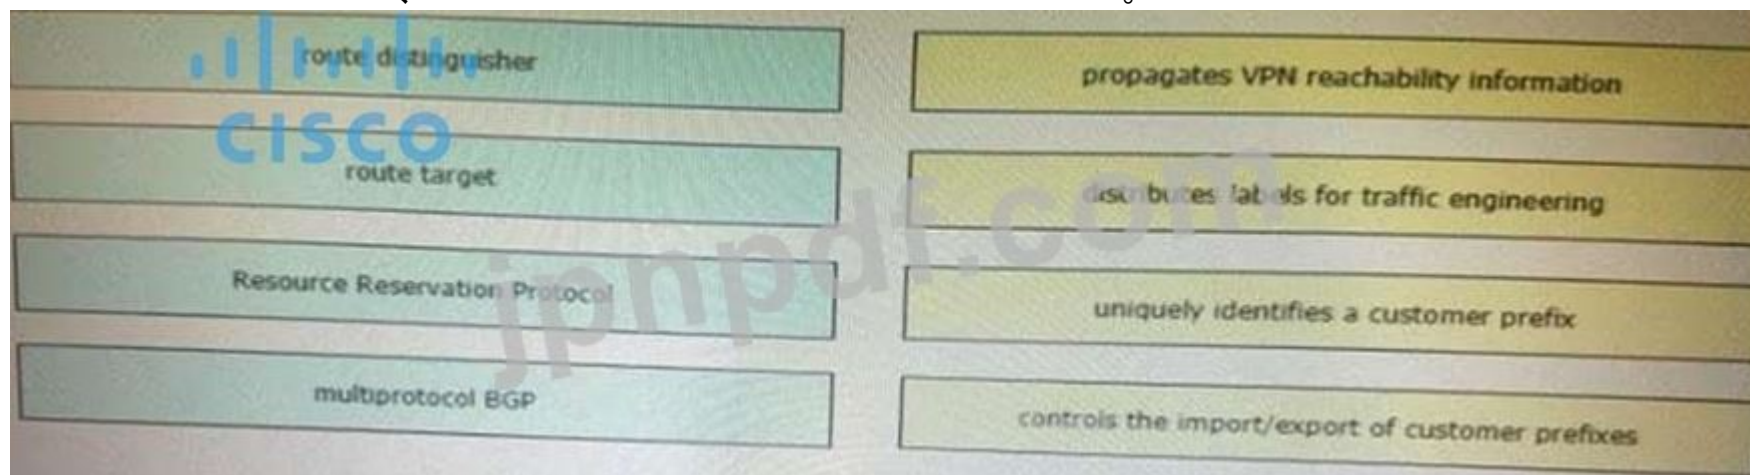 route distinguisher
propagates VPN reachability information
CISCO
route target
distributes labels for traffic engineering
jpnpdf.com
Resource Reservation Protocol
uniquely identifies a customer prefix
multiprotocol BGP
controls the import/export of customer prefixes